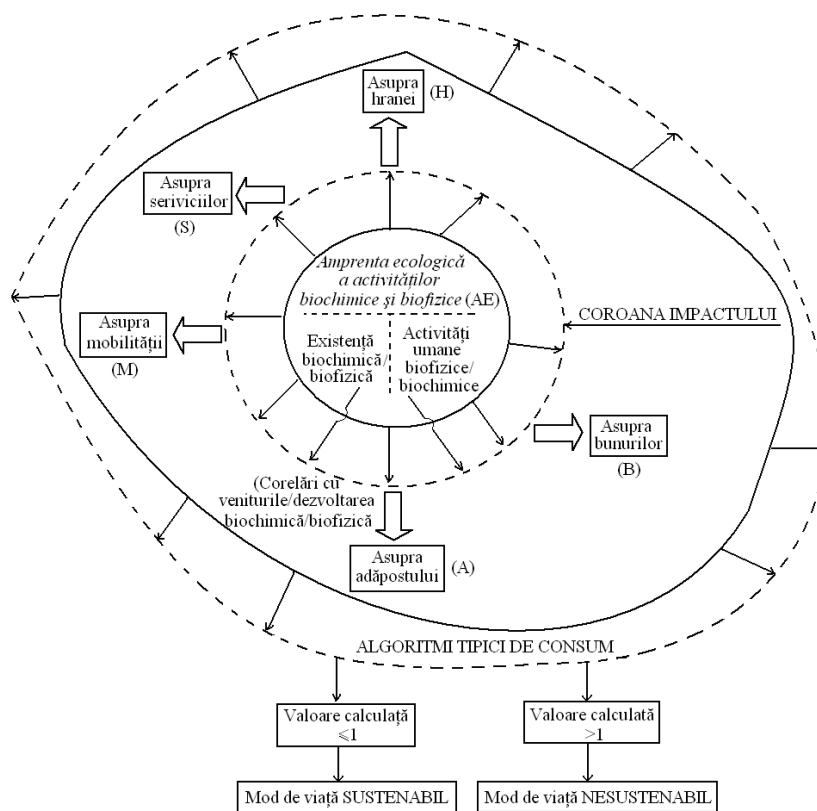 Asupra
hranei
(H)
Asupra
seriviciilor
(S)
Amprenta ecologică
a activităților
biochimice și biofizice (AE)
COROANA IMPACTULUI
Asupra
mobilității
(M)
Existență
biochimică/
biofizică
Activități
umane
biofizice/
biochimice
Asupra
bunurilor
(B)
(Corelări cu
veniturile/dezvoltarea
biochimică/biofizică
Asupra
adăpostului
(A)
ALGORITMI TIPICI DE CONSUM
Valoare calculată
⩽1
Valoare calculată
>1
Mod de viață SUSTENABIL
Mod de viață NESUSTENABIL